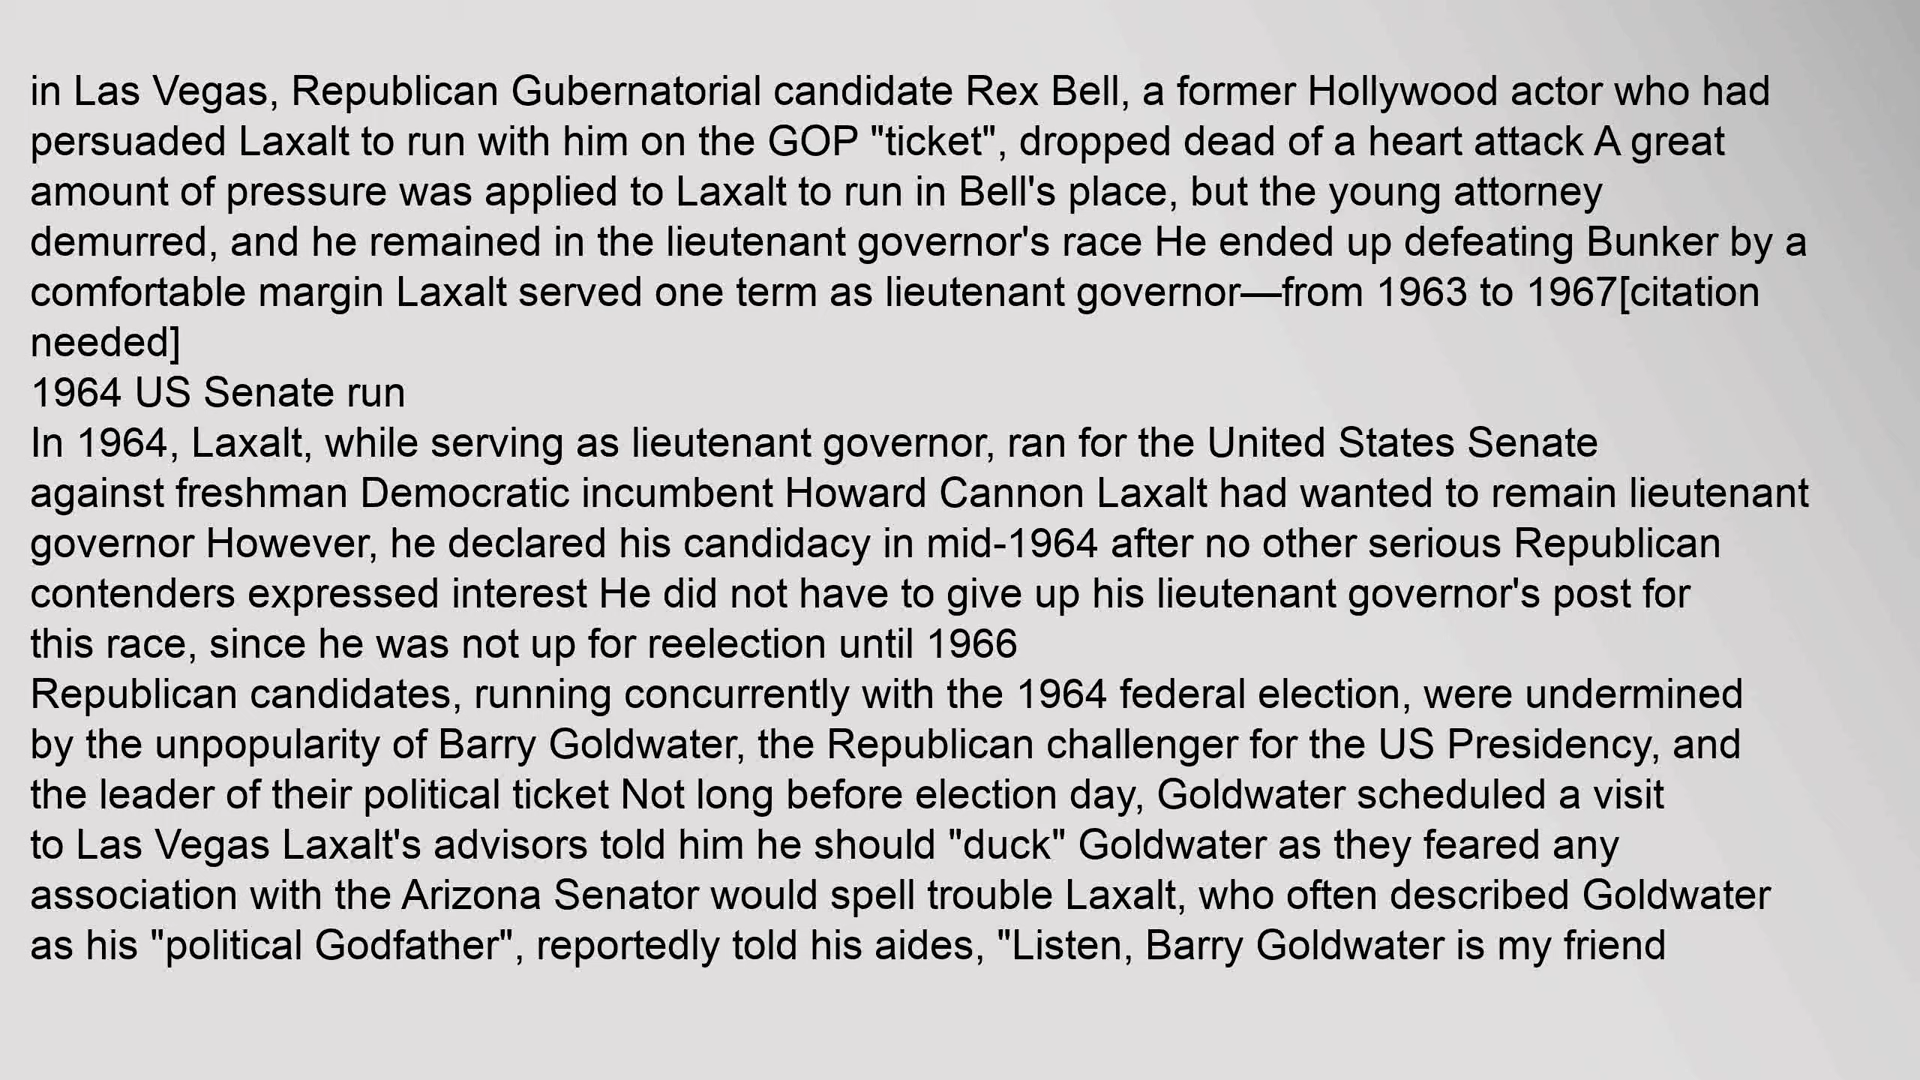 in Las Vegas, Republican Gubernatorial candidate Rex Bell, a former Hollywood actor who had
persuaded Laxalt to run with him on the GOP "ticket", dropped dead of a heart attack A great
amount of pressure was applied to Laxalt to run in Bell's place, but the young attorney
demurred, and he remained in the lieutenant governor's race He ended up defeating Bunker by a
comfortable margin Laxalt served one term as lieutenant governor—from 1963 to 1967[citation
needed]
1964 US Senate run
In 1964, Laxalt, while serving as lieutenant governor, ran for the United States Senate
against freshman Democratic incumbent Howard Cannon Laxalt had wanted to remain lieutenant
governor However, he declared his candidacy in mid-1964 after no other serious Republican
contenders expressed interest He did not have to give up his lieutenant governor's post for
this race, since he was not up for reelection until 1966
Republican candidates, running concurrently with the 1964 federal election, were undermined
by the unpopularity of Barry Goldwater, the Republican challenger for the US Presidency, and
the leader of their political ticket Not long before election day, Goldwater scheduled a visit
to Las Vegas Laxalt's advisors told him he should "duck" Goldwater as they feared any
association with the Arizona Senator would spell trouble Laxalt, who often described Goldwater
as his "political Godfather", reportedly told his aides, "Listen, Barry Goldwater is my friend